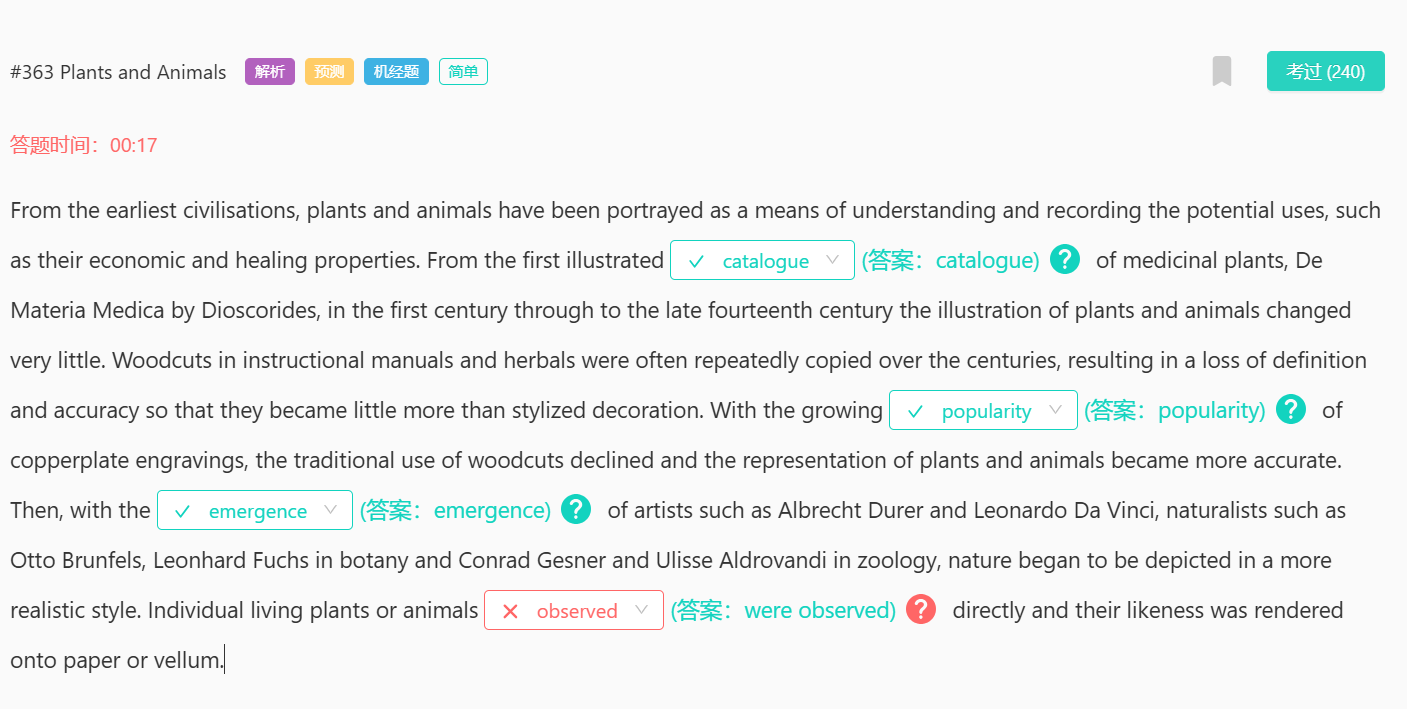 #363 Plants and Animals 解析 预测 机经题 简单 考过 (240)
答题时间：00:17
From the earliest civilisations, plants and animals have been portrayed as a means of understanding and recording the potential uses, such
as their economic and healing properties. From the first illustrated catalogue (答案：catalogue) ? of medicinal plants, De
Materia Medica by Dioscorides, in the first century through to the late fourteenth century the illustration of plants and animals changed
very little. Woodcuts in instructional manuals and herbals were often repeatedly copied over the centuries, resulting in a loss of definition
and accuracy so that they became little more than stylized decoration. With the growing popularity (答案：popularity) ? of
copperplate engravings, the traditional use of woodcuts declined and the representation of plants and animals became more accurate.
Then, with the emergence (答案：emergence) ? of artists such as Albrecht Durer and Leonardo Da Vinci, naturalists such as
Otto Brunfels, Leonhard Fuchs in botany and Conrad Gesner and Ulisse Aldrovandi in zoology, nature began to be depicted in a more
realistic style. Individual living plants or animals observed (答案：were observed) ? directly and their likeness was rendered
onto paper or vellum.